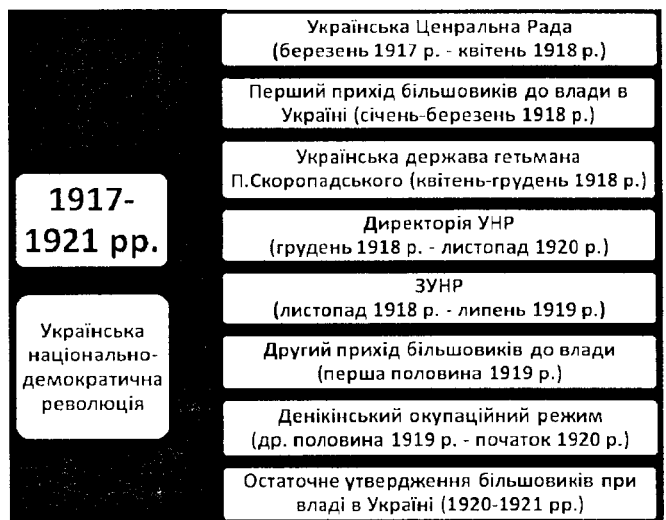 1917-
1921 рр.
Українська
національно-
демократична
революція
Українська Ценральна Рада
(березень 1917 р. - квітень 1918 р.)
Перший прихід більшовиків до влади в
Україні (січень-березень 1918 р.)
Українська держава гетьмана
П.Скоропадського (квітень-грудень 1918 р.)
Директорія УНР
(грудень 1918 р. - листопад 1920 р.)
ЗУНР
(листопад 1918 р. - липень 1919 р.)
Другий прихід більшовиків до влади
(перша половина 1919 р.)
Денікінський окупаційний режим
(др. половина 1919 р. - початок 1920 р.)
Остаточне утвердження більшовиків при
владі в Україні (1920-1921 рр.)